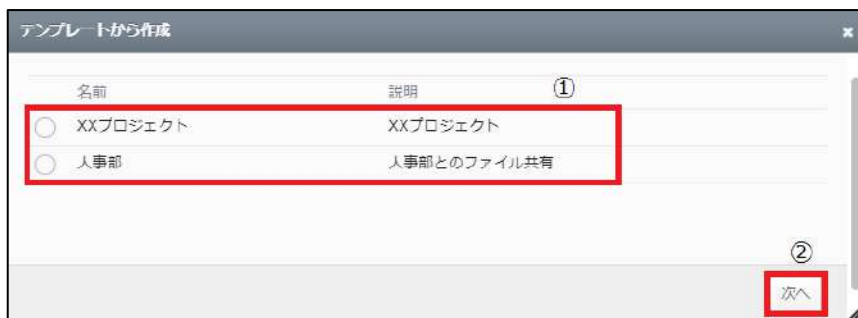 テンプレートから作成 ×
名前 説明 ①
XXプロジェクト XXプロジェクト
人事部 人事部とのファイル共有
②
次へ